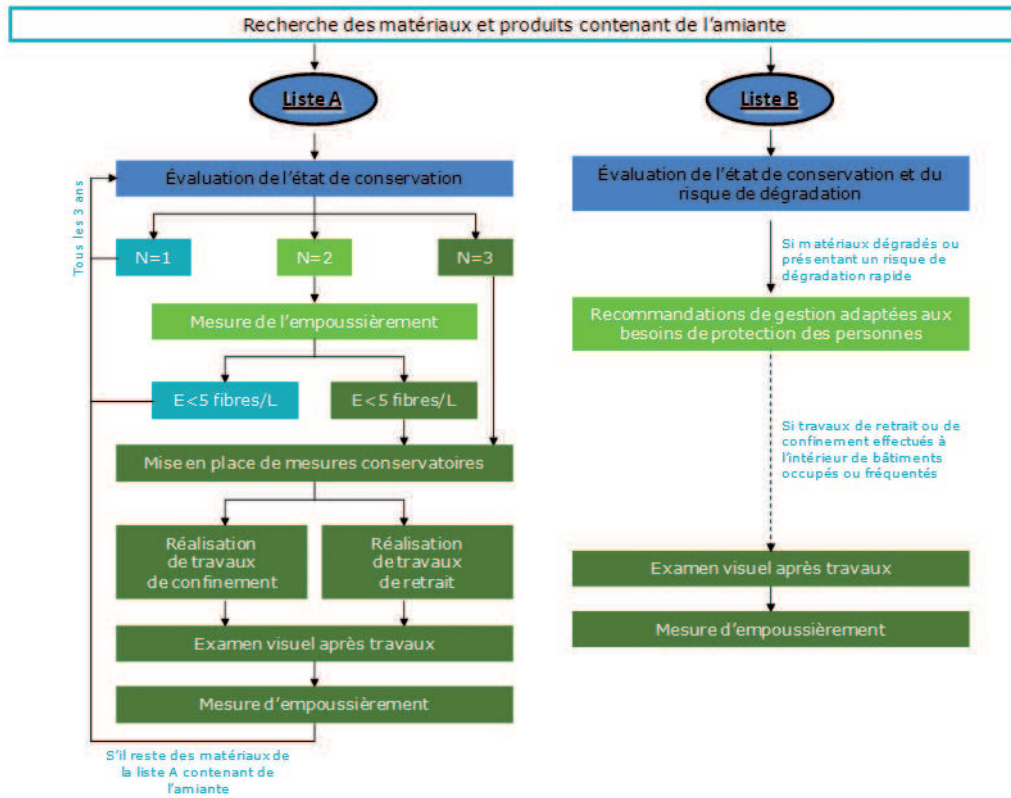 Recherche des matériaux et produits contenant de l'amiante
Liste A
Liste B
Évaluation de l'état de conservation
Tous les 3 ans
N=1
N=2
N=3
Mesure de l'empoussièrement
E<5 fibres/L
E<5 fibres/L
Mise en place de mesures conservatoires
Réalisation
de travaux
de confinement
Réalisation
de travaux
de retrait
Examen visuel après travaux
Mesure d'empoussièrement
S'il reste des matériaux de
la liste A contenant de
l'amiante
Évaluation de l'état de conservation et du
risque de dégradation
Si matériaux dégradés ou
présentant un risque de
dégradation rapide
Recommandations de gestion adaptées aux
besoins de protection des personnes
Si travaux de retrait ou de
confinement effectués à
l'intérieur de bâtiments
occupés ou fréquentés
Examen visuel après travaux
Mesure d'empoussièrement